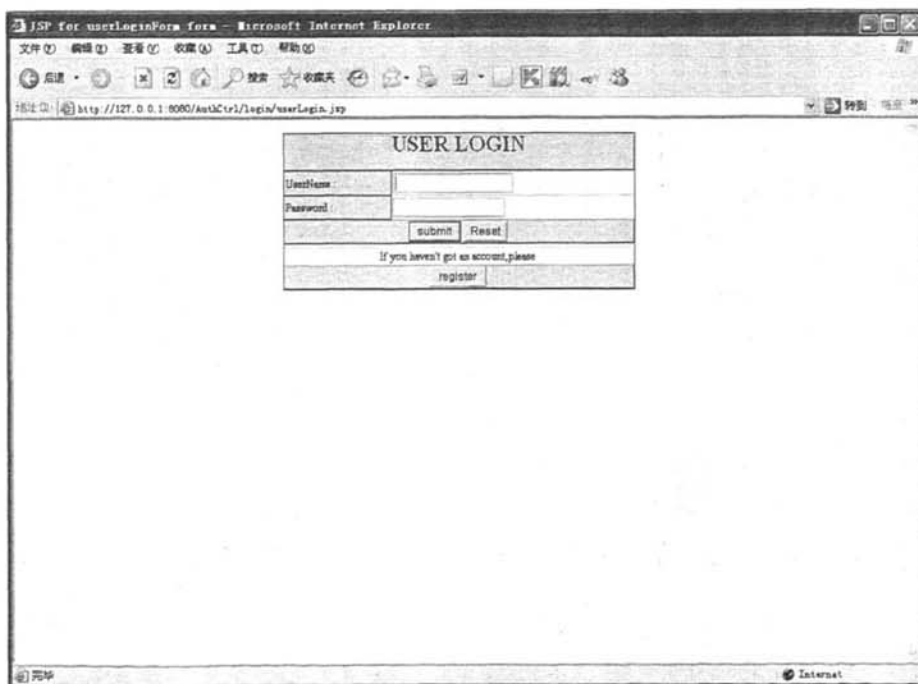 JSP for userLoginForm form - Microsoft Internet Explorer
文件(F) 编辑(E) 查看(V) 收藏(A) 工具(T) 帮助(H)
后退 搜索 收藏夹
地址(D) http://127.0.0.1:8080/AuthCtrl/login/userLogin.jsp 转到
USER LOGIN
UserName :
Password :
submit Reset
If you haven't got an account,please
register
完毕 Internet